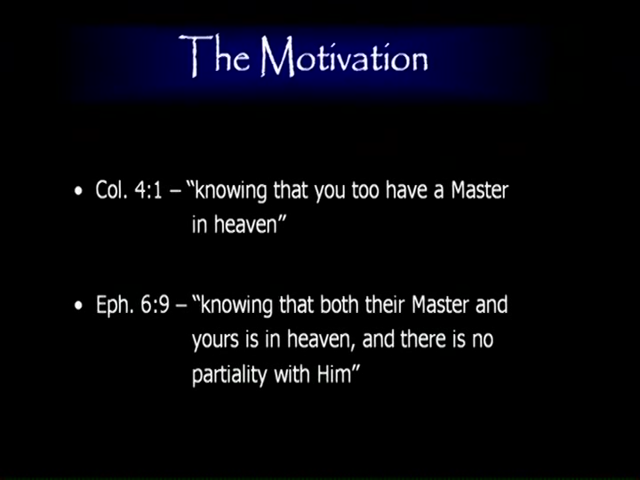 The Motivation
• Col. 4:1 – “knowing that you too have a Master
in heaven”
• Eph. 6:9 – “knowing that both their Master and
yours is in heaven, and there is no
partiality with Him”